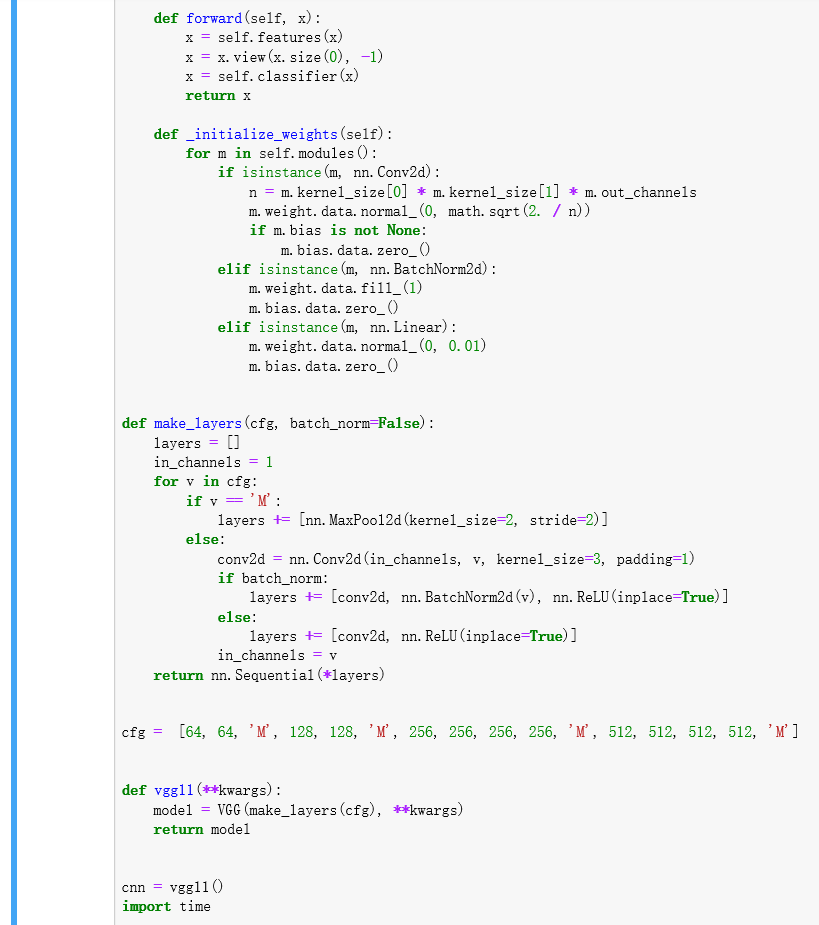 def forward(self, x):
        x = self.features(x)
        x = x.view(x.size(0), -1)
        x = self.classifier(x)
        return x

    def _initialize_weights(self):
        for m in self.modules():
            if isinstance(m, nn.Conv2d):
                n = m.kernel_size[0] * m.kernel_size[1] * m.out_channels
                m.weight.data.normal_(0, math.sqrt(2. / n))
                if m.bias is not None:
                    m.bias.data.zero_()
            elif isinstance(m, nn.BatchNorm2d):
                m.weight.data.fill_(1)
                m.bias.data.zero_()
            elif isinstance(m, nn.Linear):
                m.weight.data.normal_(0, 0.01)
                m.bias.data.zero_()


def make_layers(cfg, batch_norm=False):
    layers = []
    in_channels = 1
    for v in cfg:
        if v == 'M':
            layers += [nn.MaxPool2d(kernel_size=2, stride=2)]
        else:
            conv2d = nn.Conv2d(in_channels, v, kernel_size=3, padding=1)
            if batch_norm:
                layers += [conv2d, nn.BatchNorm2d(v), nn.ReLU(inplace=True)]
            else:
                layers += [conv2d, nn.ReLU(inplace=True)]
            in_channels = v
    return nn.Sequential(*layers)


cfg =  [64, 64, 'M', 128, 128, 'M', 256, 256, 256, 256, 'M', 512, 512, 512, 512, 'M']


def vgg11(**kwargs):
    model = VGG(make_layers(cfg), **kwargs)
    return model


cnn = vgg11()
import time